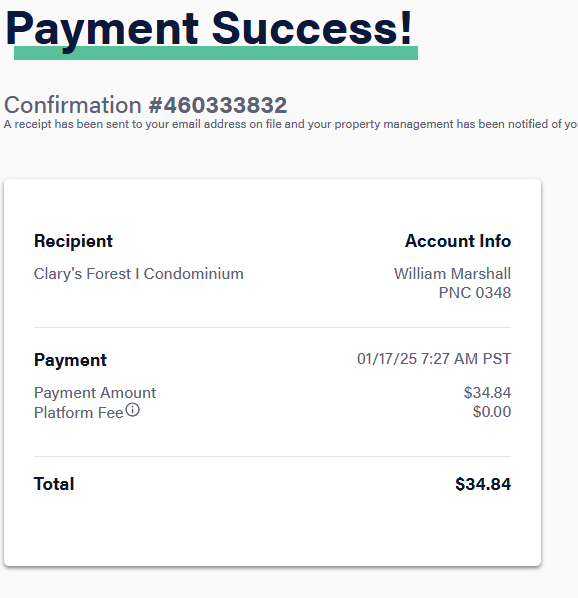 Payment Success!
Confirmation #460333832
A receipt has been sent to your email address on file and your property management has been notified of yo
Recipient
Account Info
Clary's Forest I Condominium
William Marshall
PNC 0348
Payment
01/17/25 7:27 AM PST
Payment Amount
$34.84
Platform Fee
$0.00
Total
$34.84